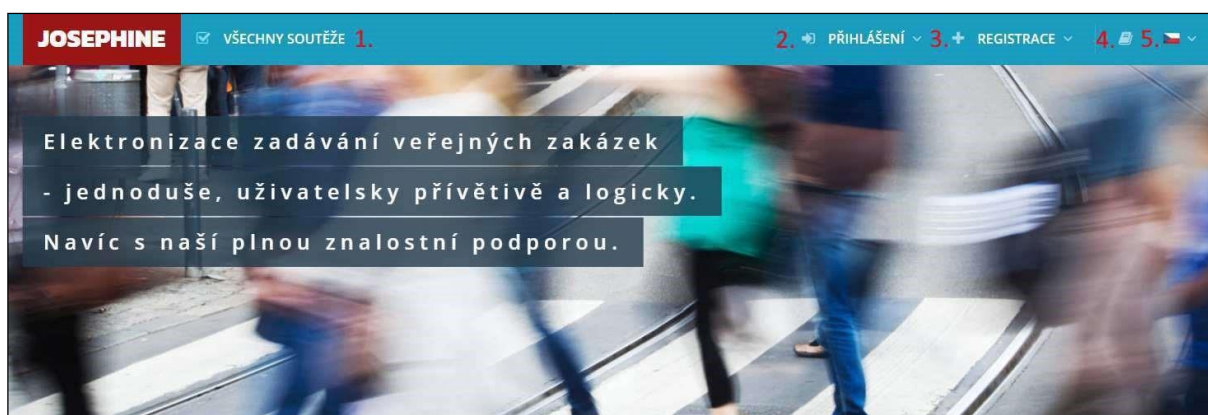 JOSEPHINE VŠECHNY SOUTĚŽE 1. 2. PŘIHLÁŠENÍ 3. REGISTRACE 4. 5.
Elektronizace zadávání veřejných zakázek
- jednoduše, uživatelsky přívětivě a logicky.
Navíc s naší plnou znalostní podporou.